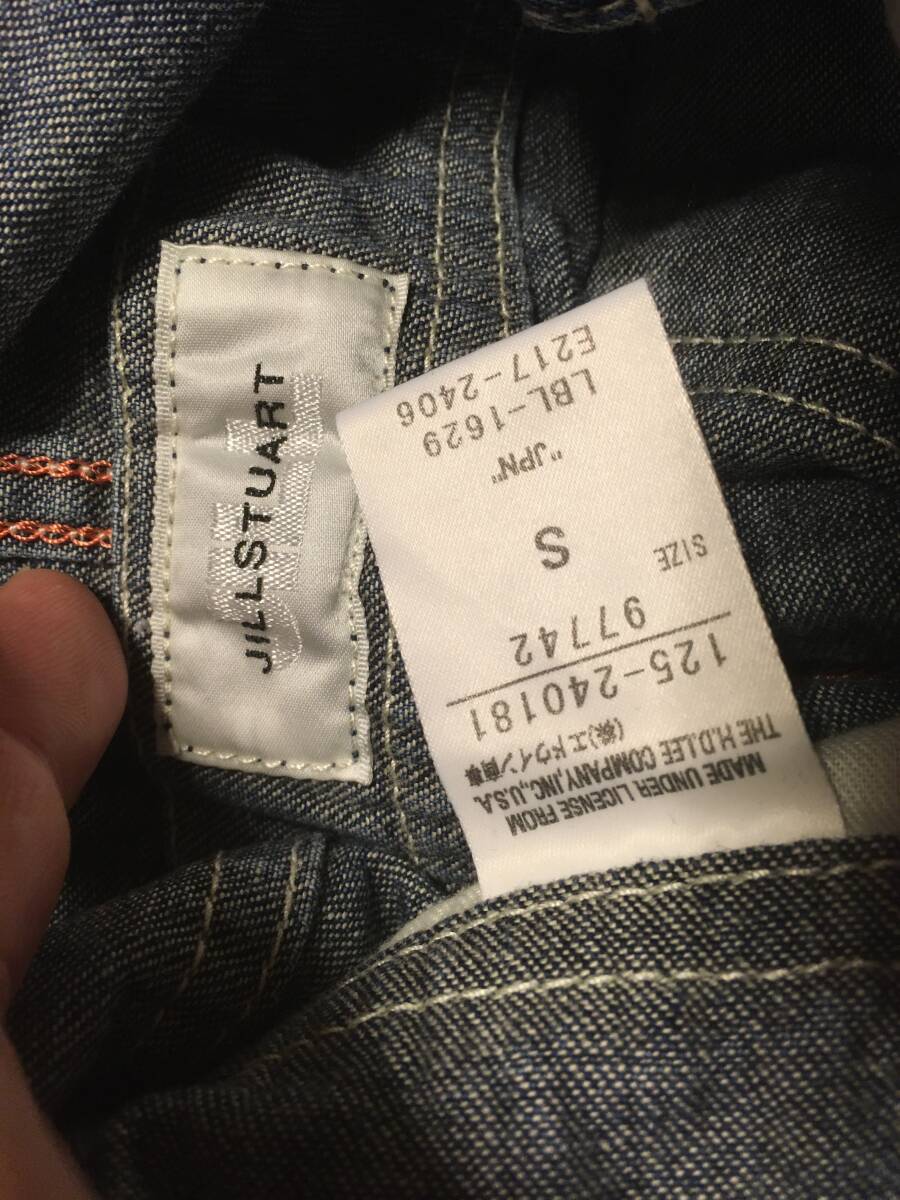 JILLSTUART
MADE UNDER LICENSE FROM
THE H.D.LEE COMPANY,INC.,U.S.A.
(株)エドウイン商事
125-240181
97742
SIZE
S
"JPN"
LBL-1629
E217-2406